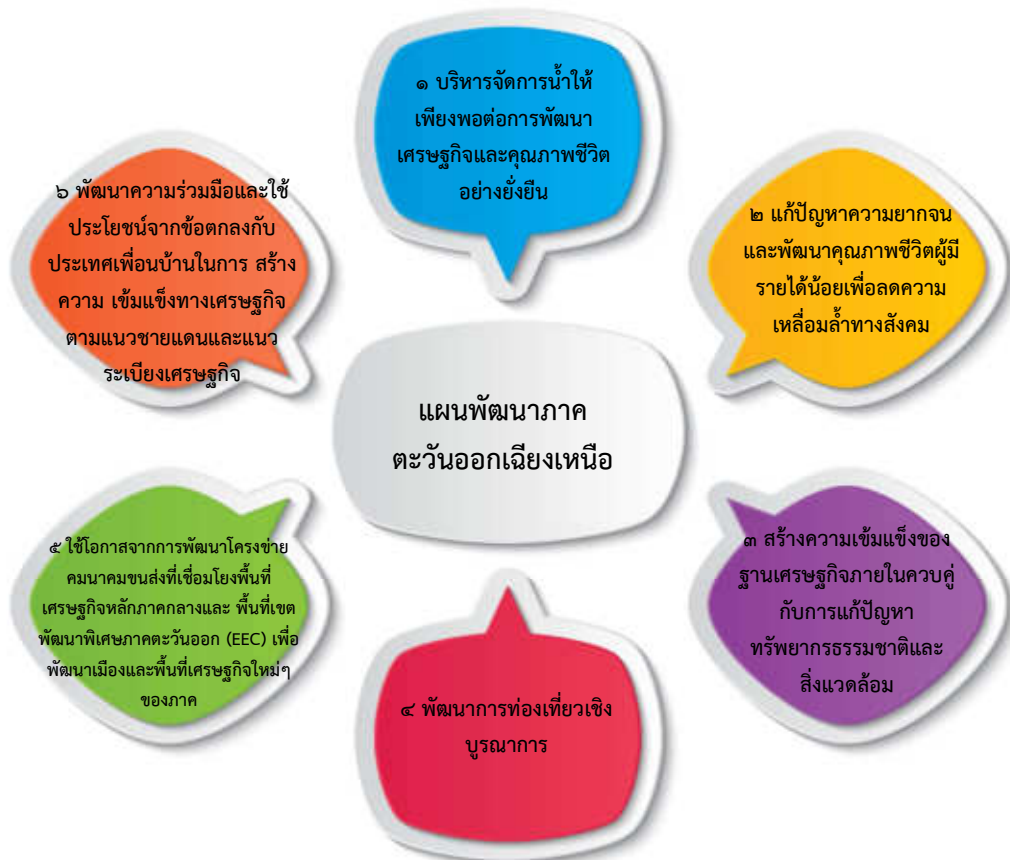 ๑ บริหารจัดการน้ำให้
เพียงพอต่อการพัฒนา
เศรษฐกิจและคุณภาพชีวิต
อย่างยั่งยืน
๒ แก้ปัญหาความยากจน
และพัฒนาคุณภาพชีวิตผู้มี
รายได้น้อยเพื่อลดความ
เหลื่อมล้ำทางสังคม
๓ สร้างความเข้มแข็งของ
ฐานเศรษฐกิจภายในควบคู่
กับการแก้ปัญหา
ทรัพยากรธรรมชาติและ
สิ่งแวดล้อม
๔ พัฒนาการท่องเที่ยวเชิง
บูรณาการ
๕ ใช้โอกาสจากการพัฒนาโครงข่าย
คมนาคมขนส่งที่เชื่อมโยงพื้นที่
เศรษฐกิจหลักภาคกลางและ พื้นที่เขต
พัฒนาพิเศษภาคตะวันออก (EEC) เพื่อ
พัฒนาเมืองและพื้นที่เศรษฐกิจใหม่ๆ
ของภาค
๖ พัฒนาความร่วมมือและใช้
ประโยชน์จากข้อตกลงกับ
ประเทศเพื่อนบ้านในการ สร้าง
ความ เข้มแข็งทางเศรษฐกิจ
ตามแนวชายแดนและแนว
ระเบียงเศรษฐกิจ
แผนพัฒนาภาค
ตะวันออกเฉียงเหนือ